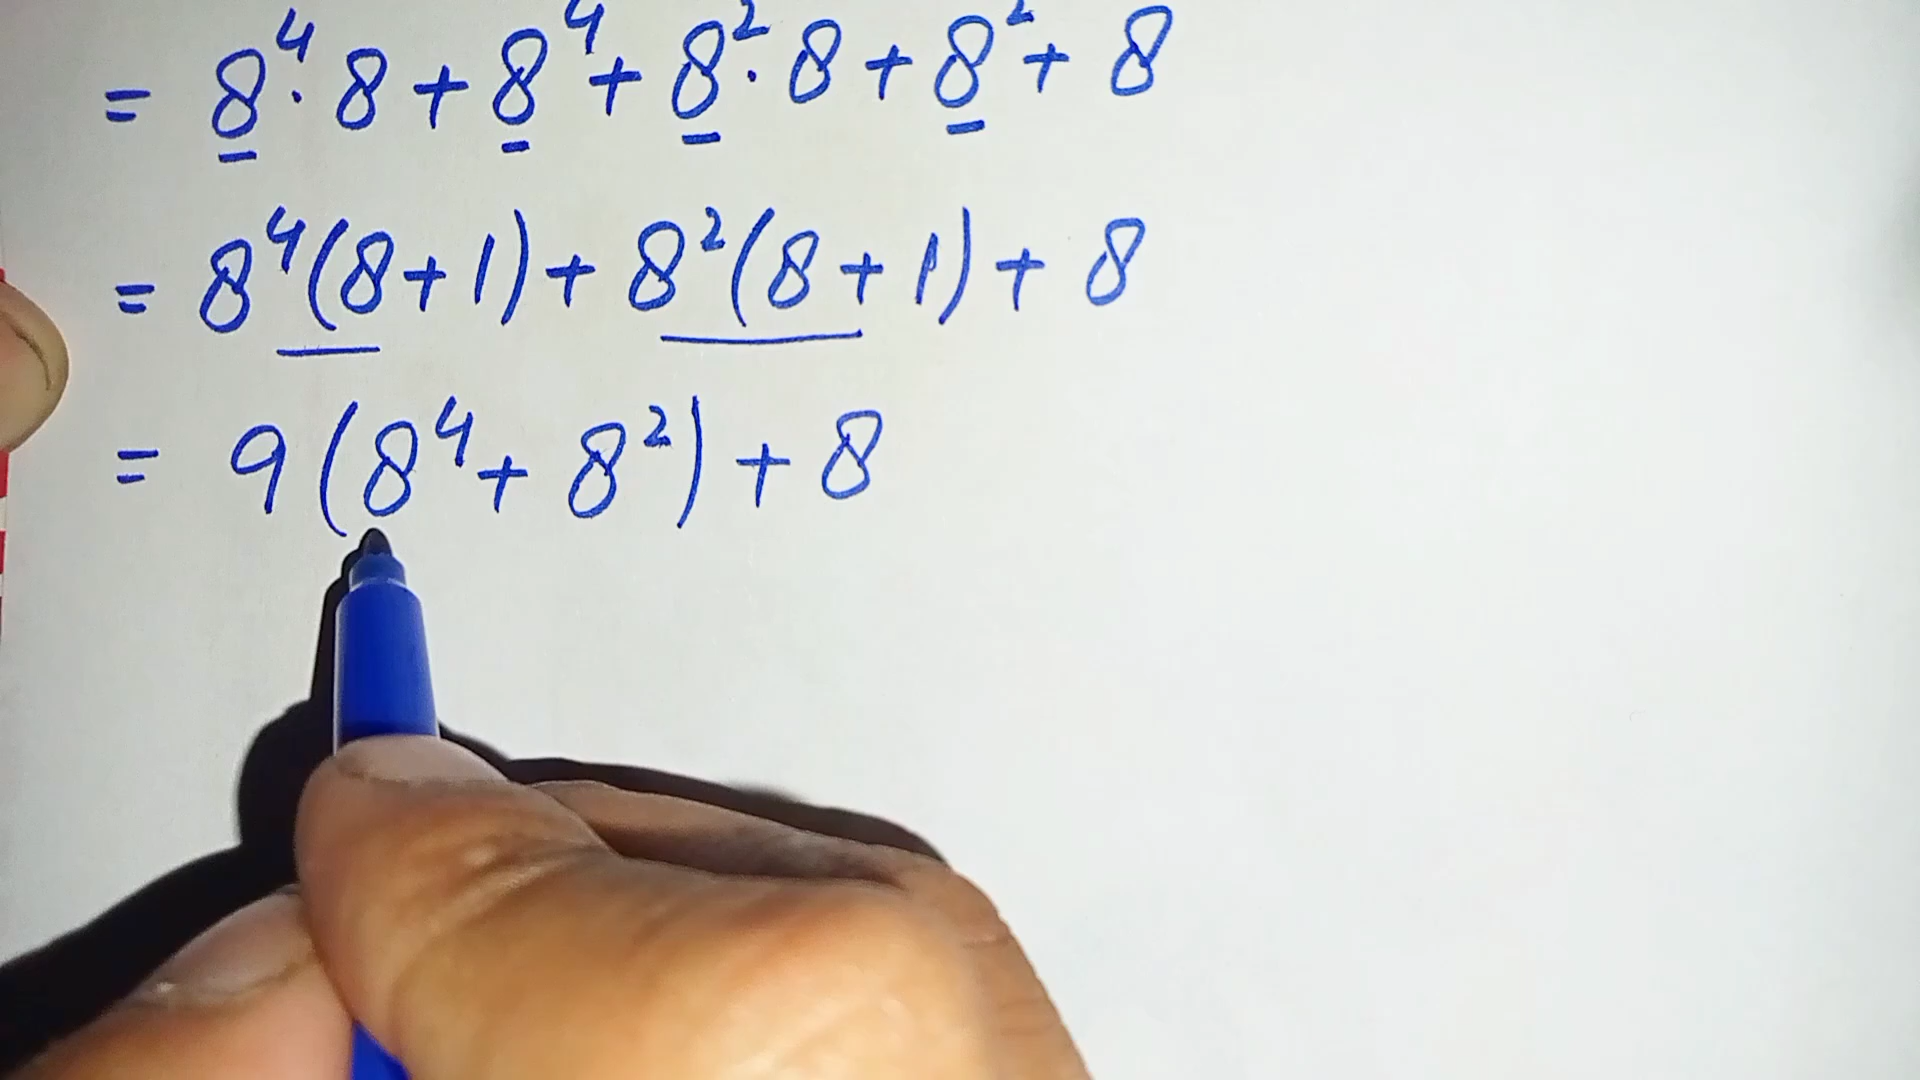 = 8⁴·8 + 8⁴ + 8²·8 + 8² + 8
= 8⁴(8+1) + 8²(8+1) + 8
= 9(8⁴ + 8²) + 8